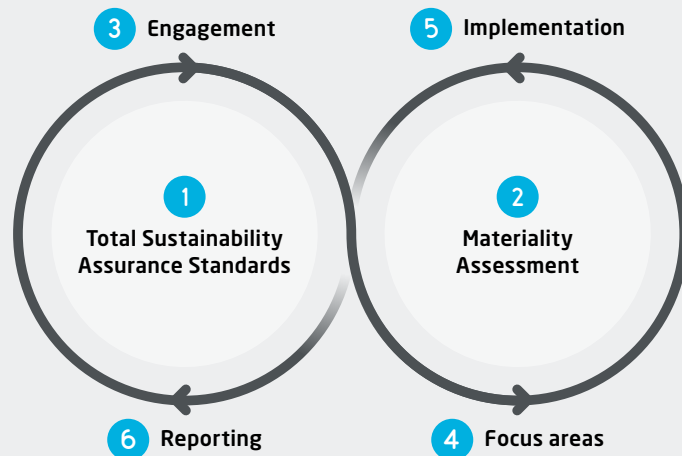 3 Engagement
5 Implementation
1
Total Sustainability
Assurance Standards
2
Materiality
Assessment
6 Reporting
4 Focus areas